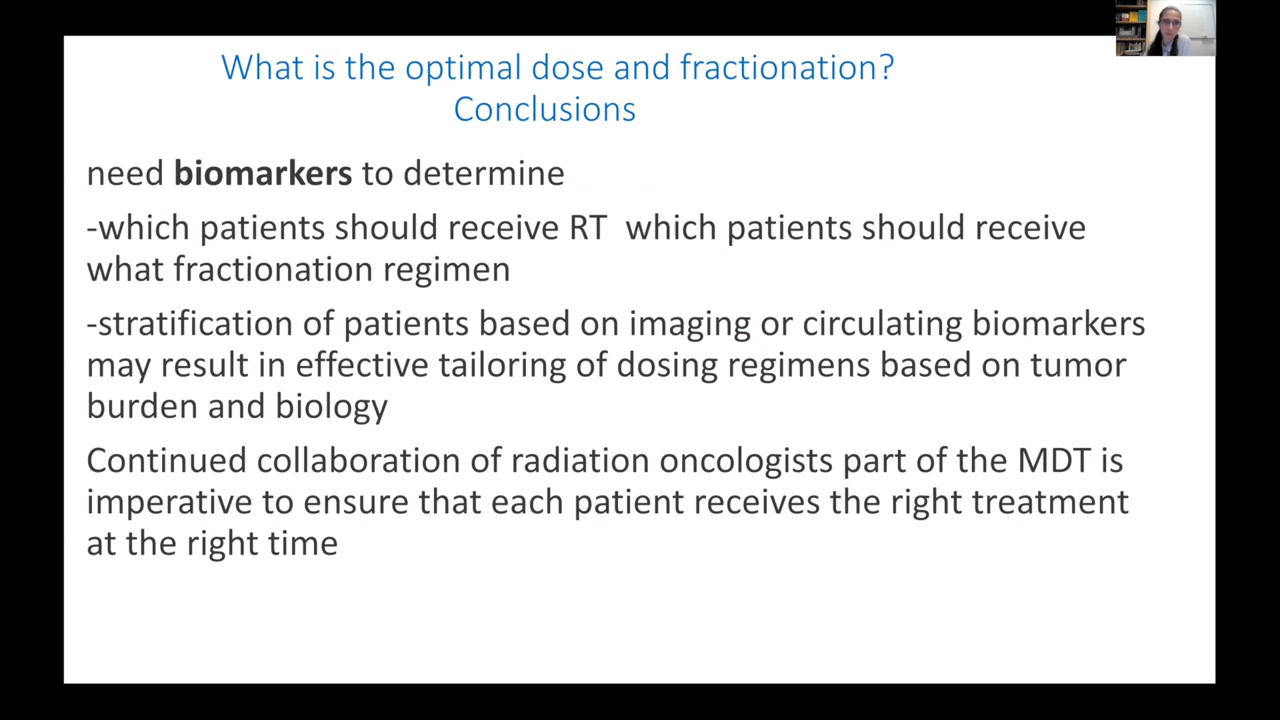 What is the optimal dose and fractionation?
Conclusions
need biomarkers to determine
-which patients should receive RT  which patients should receive
what fractionation regimen
-stratification of patients based on imaging or circulating biomarkers
may result in effective tailoring of dosing regimens based on tumor
burden and biology
Continued collaboration of radiation oncologists part of the MDT is
imperative to ensure that each patient receives the right treatment
at the right time